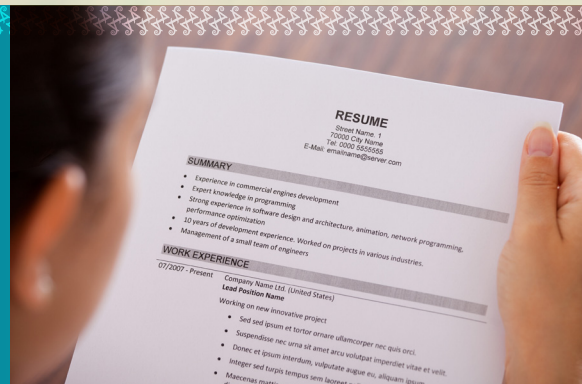 RESUME
Street Name. 1
70000 City Name
Tel: 0000 5555555
E-Mail: emailname@server.com
SUMMARY
• Experience in commercial engines development
• Expert knowledge in programming
• Strong experience in software design and architecture, animation, network programming,
performance optimization
• 10 years of development experience. Worked on projects in various industries.
• Management of a small team of engineers
WORK EXPERIENCE
07/2007 - Present Company Name Ltd. (United States)
Lead Position Name
Working on new innovative project
• Sed sed ipsum et tortor ornare ullamcorper nec quis orci.
• Suspendisse nec urna sit amet arcu volutpat imperdiet vitae et velit.
• Donec et ipsum interdum, vulputate augue eu, aliquam ipsum
• Integer sed turpis tempus sem laoreet
• Maecenas